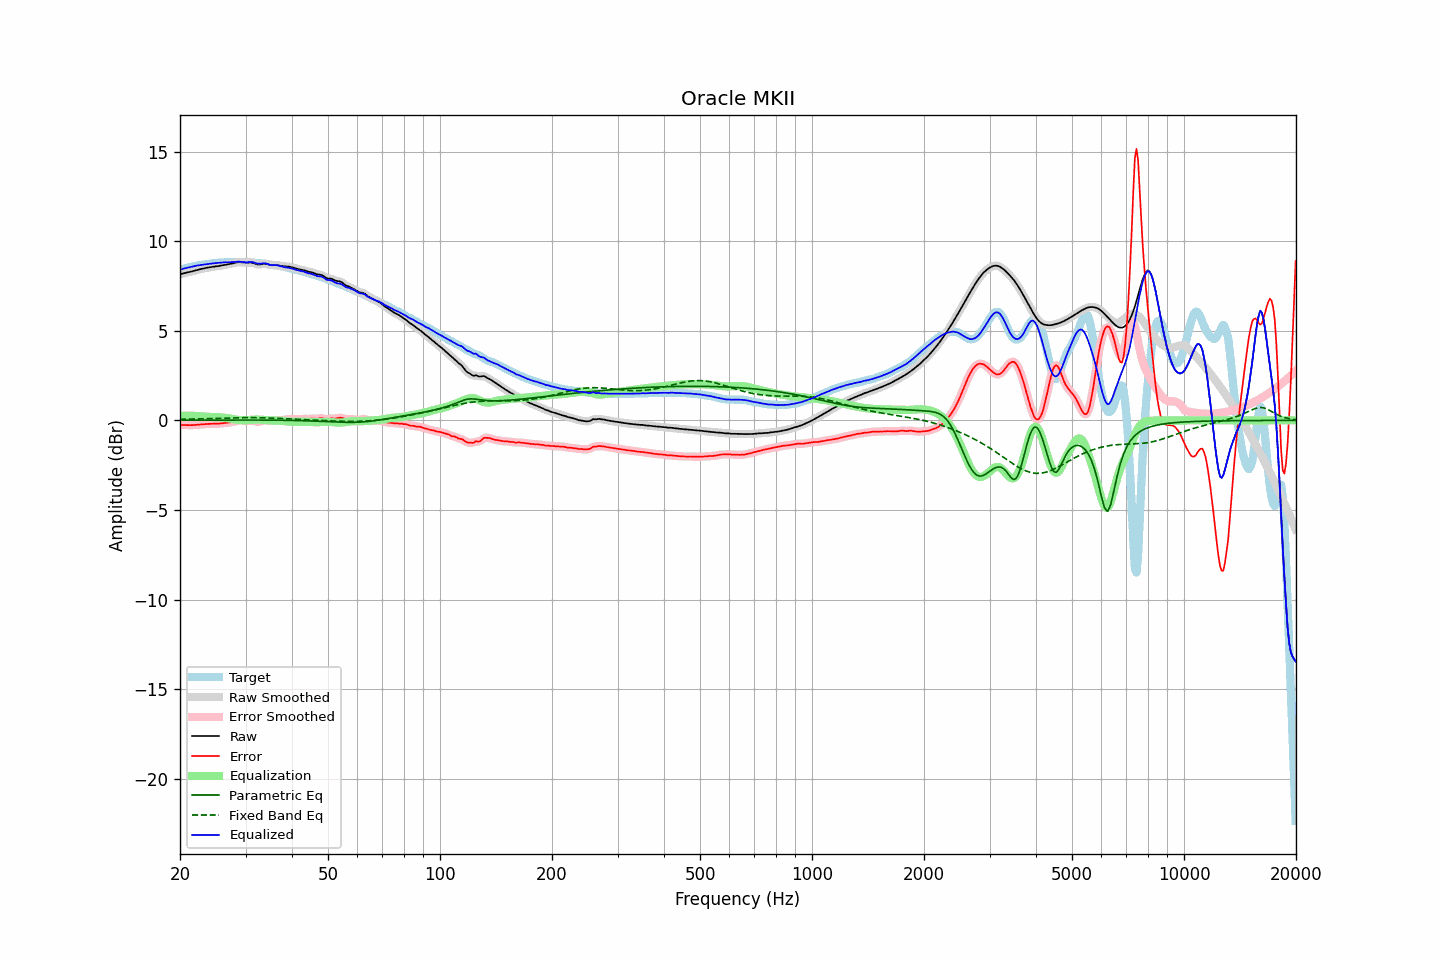 Oracle MKII
15
10
5
0
−5
−10
−15
−20
Amplitude (dBr)
Target
Raw Smoothed
Error Smoothed
Raw
Error
Equalization
Parametric Eq
Fixed Band Eq
Equalized
20 50 100 200 500 1000 2000 5000 10000 20000
Frequency (Hz)